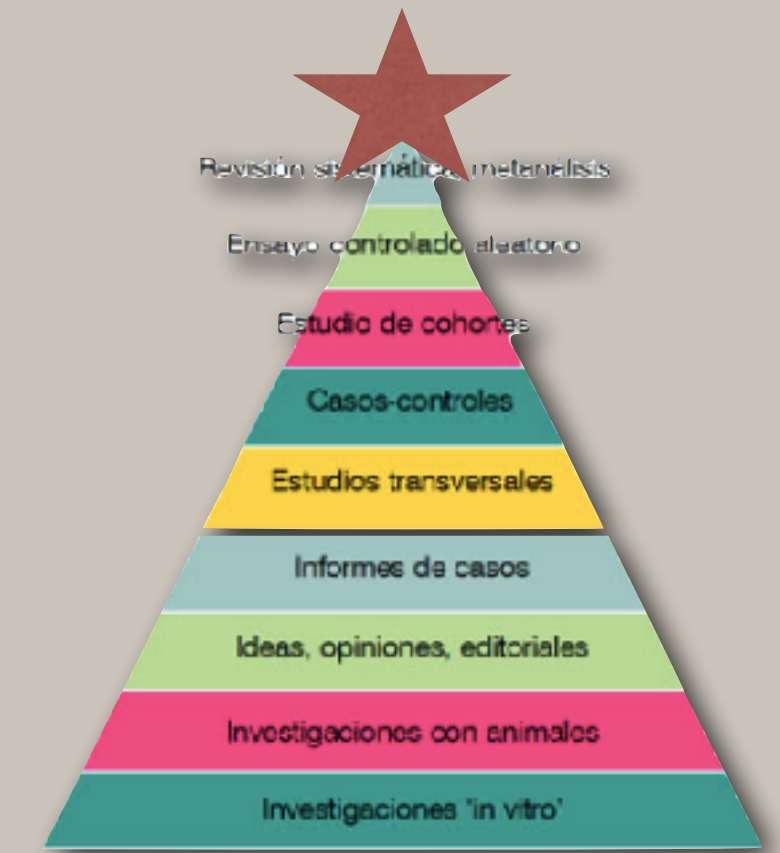 Revisión sistemática, metanálisis
Ensayo controlado aleatorio
Estudio de cohortes
Casos-controles
Estudios transversales
Informes de casos
Ideas, opiniones, editoriales
Investigaciones con animales
Investigaciones 'in vitro'